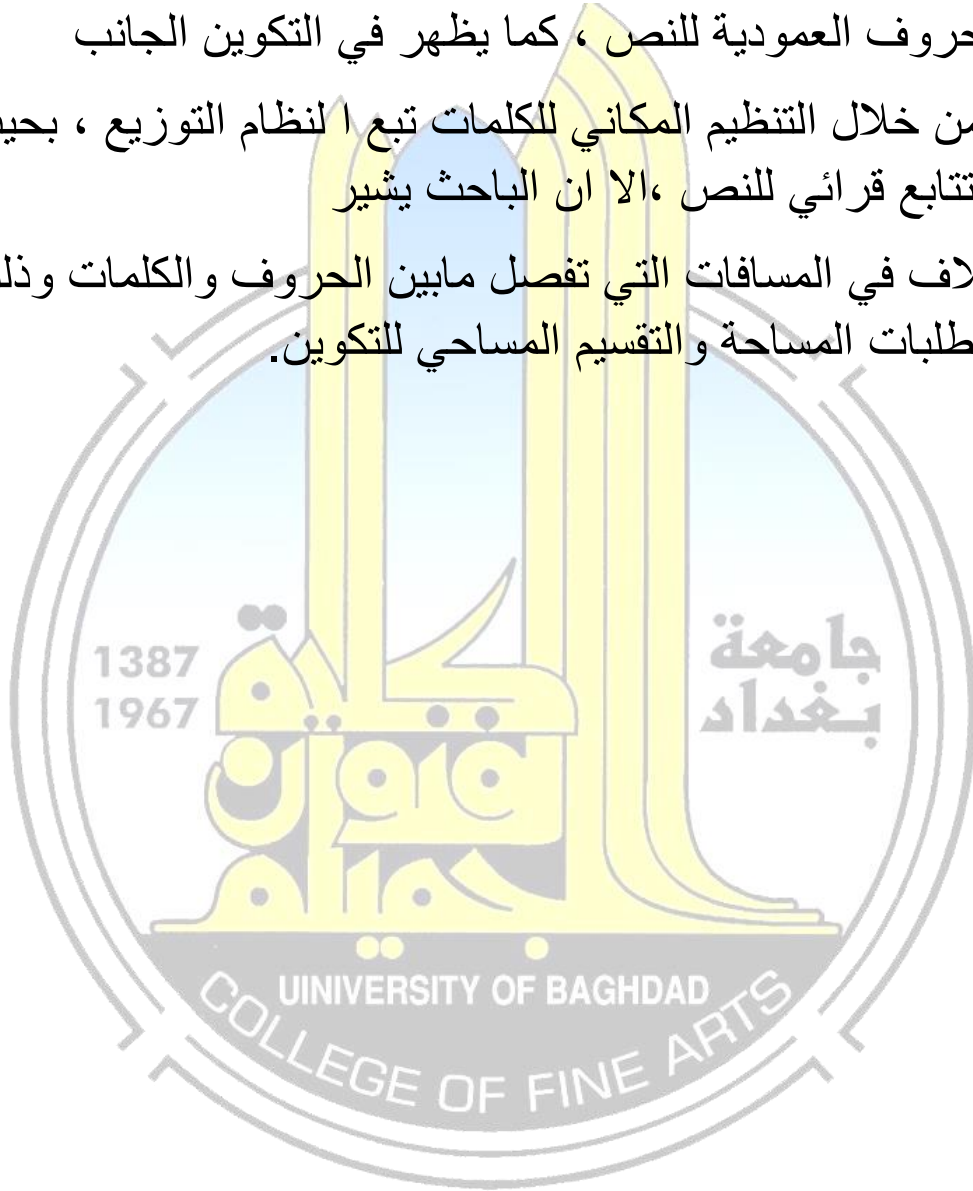 حروف العمودية للنص ، كما يظهر في التكوين الجانب
من خلال التنظيم المكاني للكلمات تبع ا لنظام التوزيع ، بحيث
تتابع قرائي للنص ،الا ان الباحث يشير
لاف في المسافات التي تفصل مابين الحروف والكلمات وذلك
طلبات المساحة والتقسيم المساحي للتكوين.
1387
1967
جامعة
بغداد
كلية
الفنون
الجميلة
UINIVERSITY OF BAGHDAD
COLLEGE OF FINE ARTS